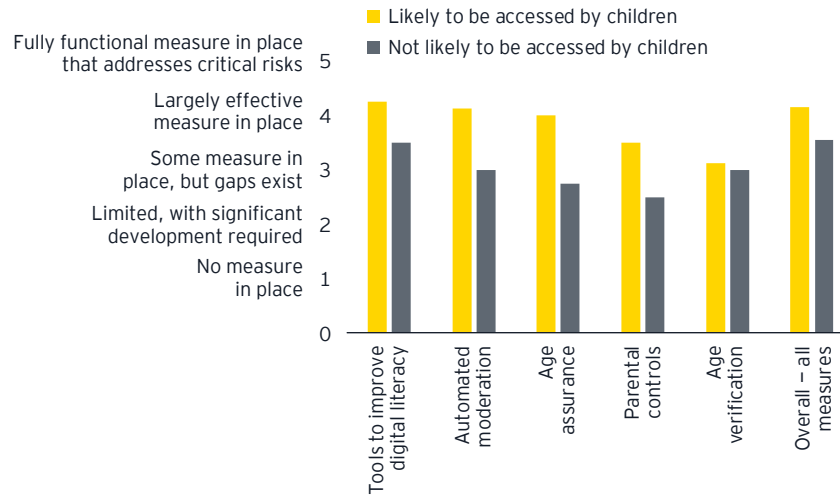 Likely to be accessed by children
Not likely to be accessed by children
Fully functional measure in place
that addresses critical risks
5
Largely effective
measure in place
4
Some measure in
place, but gaps exist
3
Limited, with significant
development required
2
No measure
in place
1
0
Tools to improve
digital literacy
Automated
moderation
Age
assurance
Parental
controls
Age
verification
Overall – all
measures